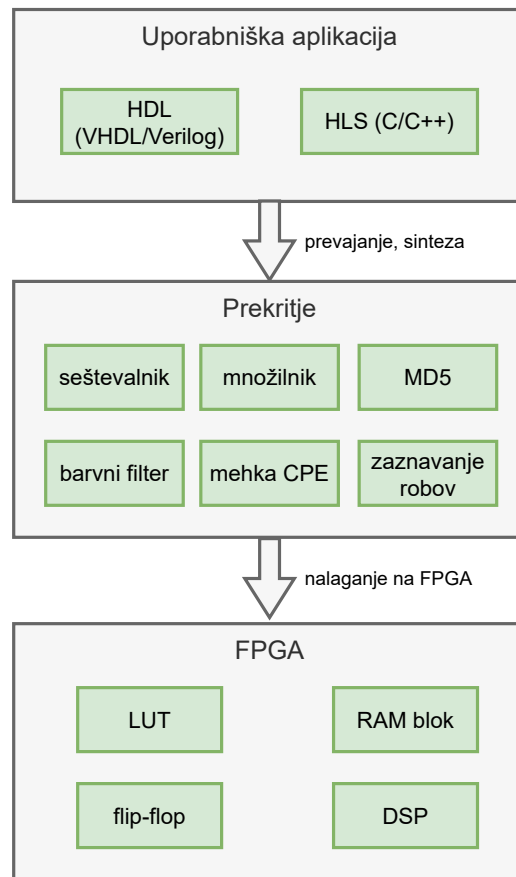 Uporabniška aplikacija
HDL
(VHDL/Verilog)
HLS (C/C++)
prevajanje, sinteza
Prekritje
seštevalnik
množilnik
MD5
barvni filter
mehka CPE
zaznavanje
robov
nalaganje na FPGA
FPGA
LUT
RAM blok
flip-flop
DSP